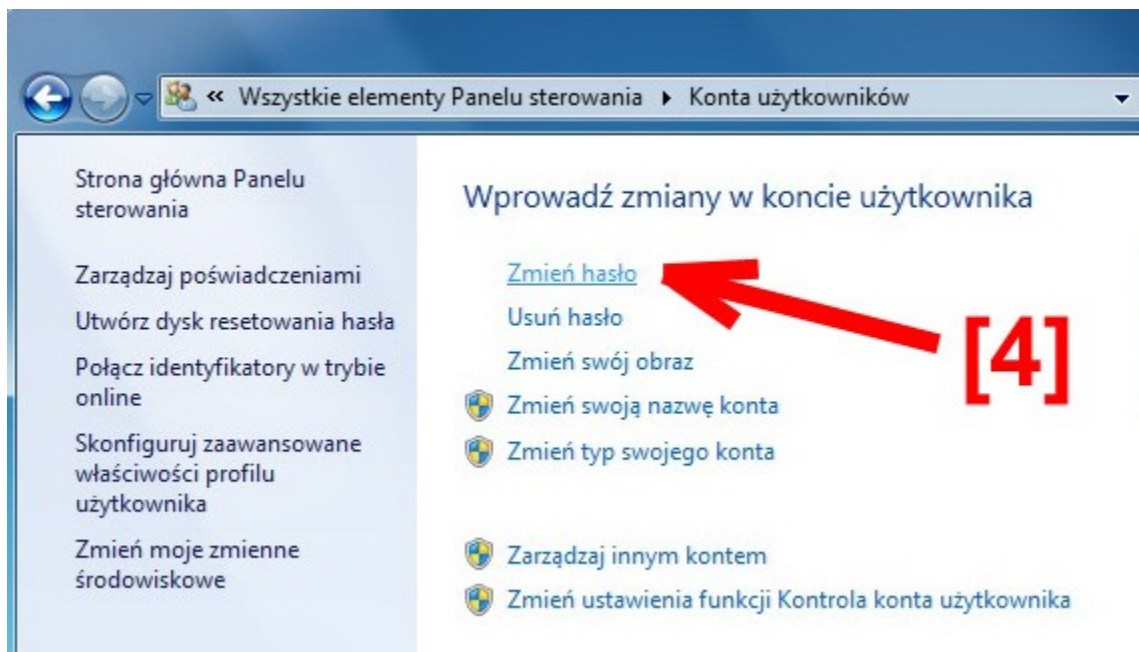 « Wszystkie elementy Panelu sterowania ▸ Konta użytkowników
Strona główna Panelu
sterowania
Zarządzaj poświadczeniami
Utwórz dysk resetowania hasła
Połącz identyfikatory w trybie
online
Skonfiguruj zaawansowane
właściwości profilu
użytkownika
Zmień moje zmienne
środowiskowe
Wprowadź zmiany w koncie użytkownika
Zmień hasło
[4]
Usuń hasło
Zmień swój obraz
Zmień swoją nazwę konta
Zmień typ swojego konta
Zarządzaj innym kontem
Zmień ustawienia funkcji Kontrola konta użytkownika